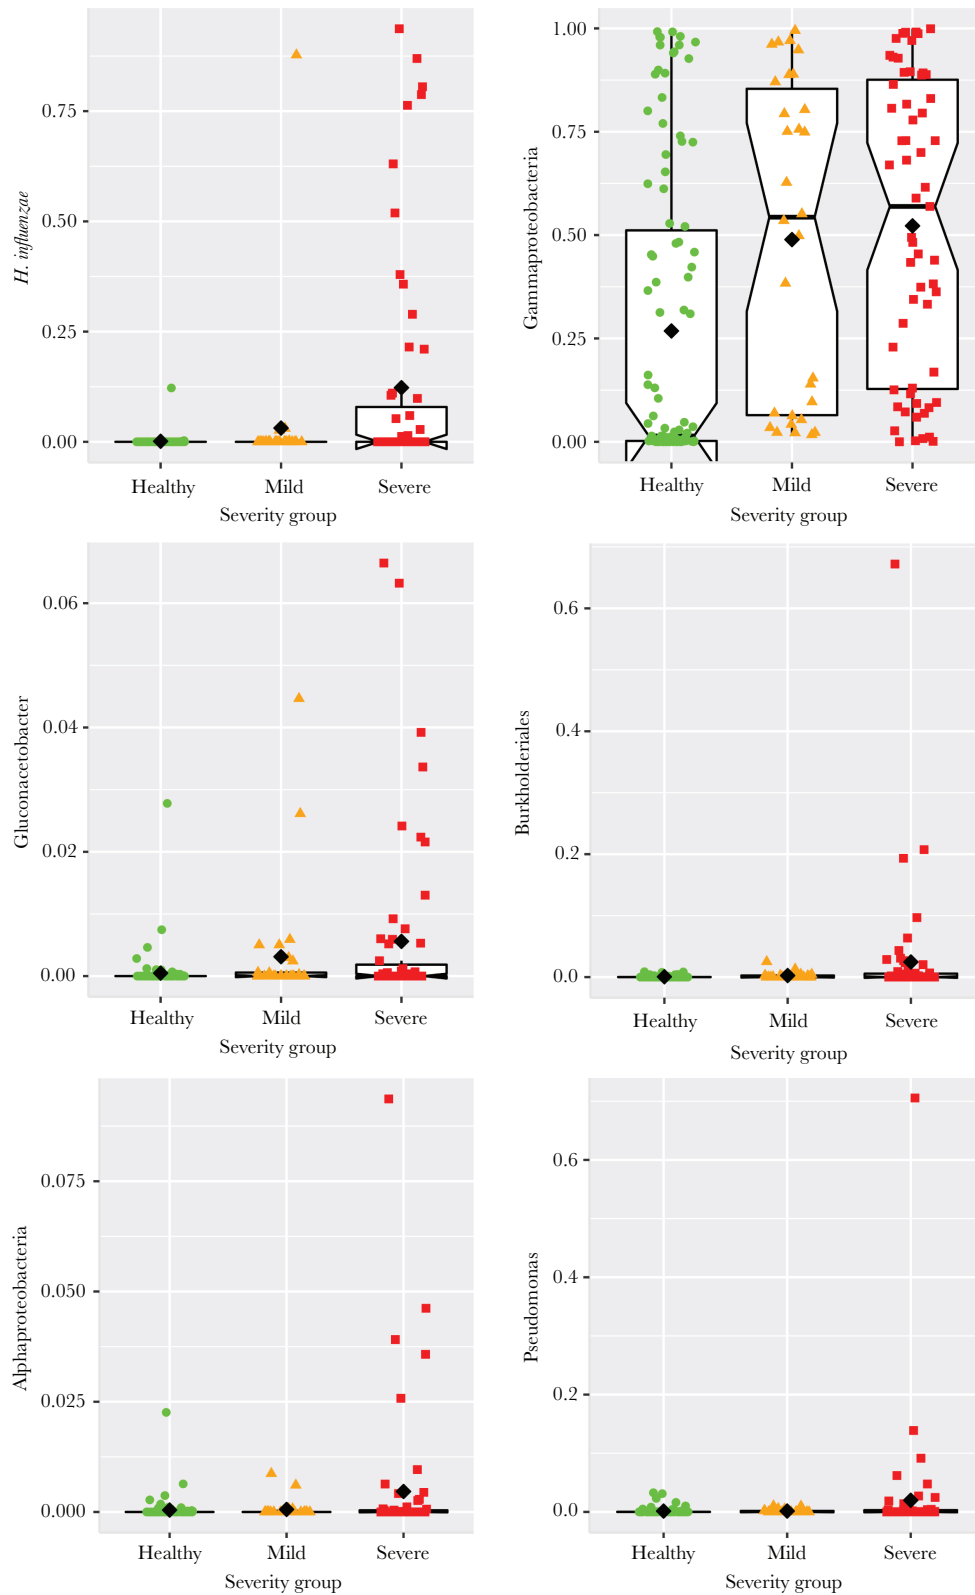 H. influenzae
0.75
0.50
0.25
0.00
Healthy Mild Severe
Severity group
Gammaproteobacteria
1.00
0.75
0.50
0.25
0.00
Healthy Mild Severe
Severity group
Gluconacetobacter
0.06
0.04
0.02
0.00
Healthy Mild Severe
Severity group
Burkholderiales
0.6
0.4
0.2
0.0
Healthy Mild Severe
Severity group
Alphaproteobacteria
0.075
0.050
0.025
0.000
Healthy Mild Severe
Severity group
Pseudomonas
0.6
0.4
0.2
0.0
Healthy Mild Severe
Severity group